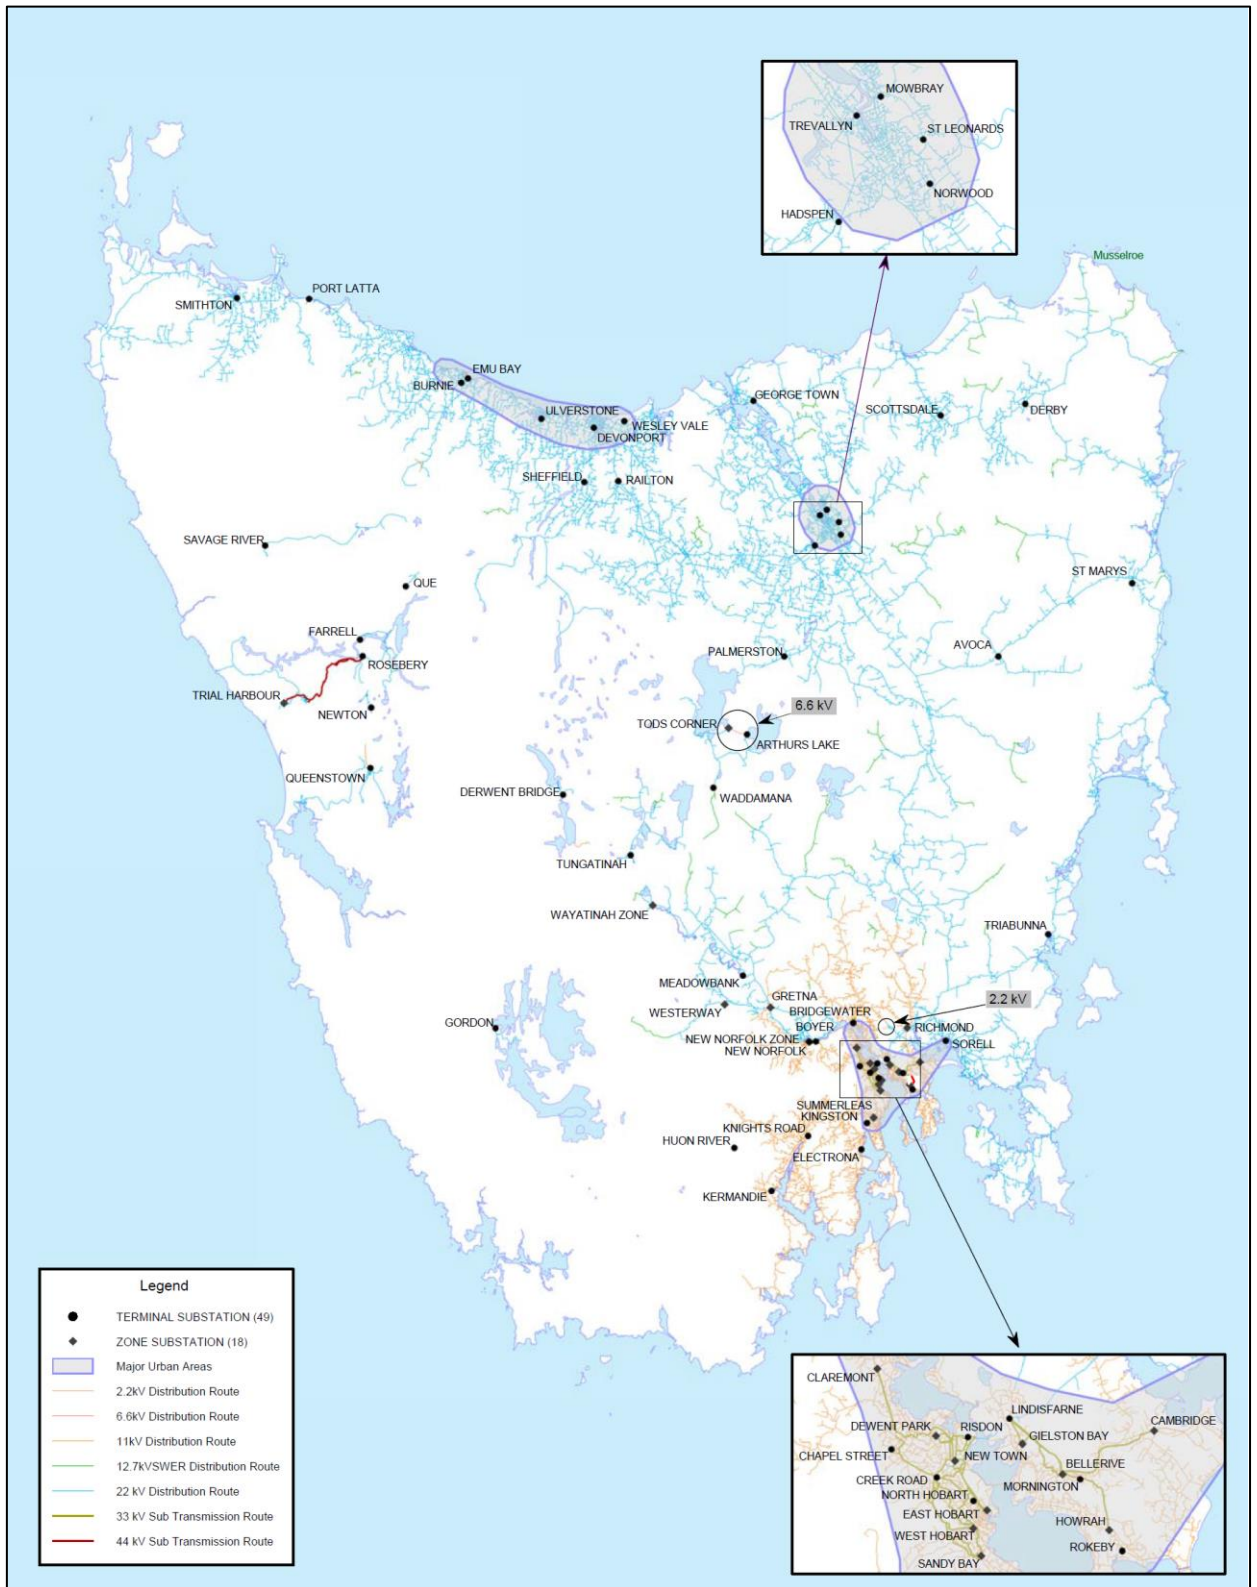 MOWBRAY
TREVALLYN
ST LEONARDS
NORWOOD
HADSPEN
Musselroe
PORT LATTA
SMITHTON
EMU BAY
BURNIE
GEORGE TOWN
SCOTTSDALE
DERBY
ULVERSTONE
WESLEY VALE
DEVONPORT
SHEFFIELD
RAILTON
SAVAGE RIVER
ST MARYS
QUE
FARRELL
PALMERSTON
AVOCA
ROSEBERY
TRIAL HARBOUR
NEWTON
6.6 kV
TODS CORNER
ARTHURS LAKE
QUEENSTOWN
DERWENT BRIDGE
WADDAMANA
TUNGATINAH
WAYATINAH ZONE
TRIABUNNA
MEADOWBANK
GRETNA
2.2 kV
WESTERWAY
BRIDGEWATER
GORDON
BOYER
RICHMOND
NEW NORFOLK ZONE
SORELL
NEW NORFOLK
SUMMERLEAS
KINGSTON
KNIGHTS ROAD
HUON RIVER
ELECTRONA
KERMANDIE
Legend
TERMINAL SUBSTATION (49)
ZONE SUBSTATION (18)
Major Urban Areas
2.2kV Distribution Route
6.6kV Distribution Route
11kV Distribution Route
12.7kVSWER Distribution Route
22 kV Distribution Route
33 kV Sub Transmission Route
44 kV Sub Transmission Route
CLAREMONT
LINDISFARNE
DEWENT PARK
RISDON
CAMBRIDGE
GIELSTON BAY
CHAPEL STREET
NEW TOWN
BELLERIVE
CREEK ROAD
MORNINGTON
NORTH HOBART
EAST HOBART
HOWRAH
WEST HOBART
ROKEBY
SANDY BAY